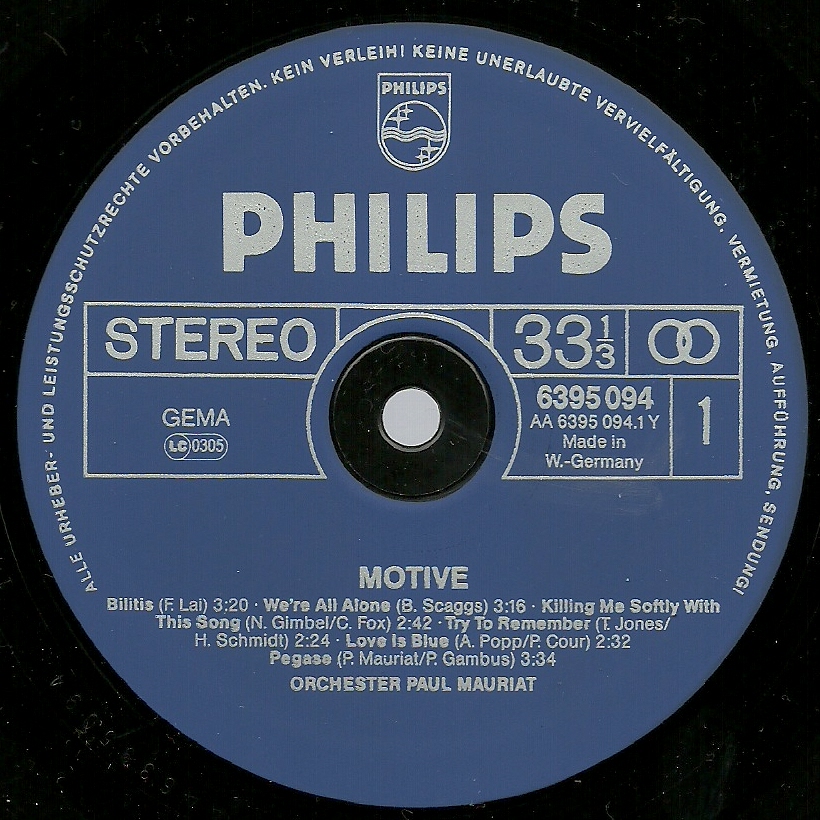 ALLE URHEBER- UND LEISTUNGSSCHUTZRECHTE VORBEHALTEN. KEIN VERLEIH! KEINE UNERLAUBTE VERVIELFÄLTIGUNG, VERMIETUNG, AUFFÜHRUNG, SENDUNG!
PHILIPS
PHILIPS
STEREO
33 1/3
GEMA
LC 0305
6395 094
AA 6395 094.1 Y
Made in
W.-Germany
1
MOTIVE
Bilitis (F. Lai) 3:20 · We're All Alone (B. Scaggs) 3:16 · Killing Me Softly With
This Song (N. Gimbel/C. Fox) 2:42 · Try To Remember (T. Jones/
H. Schmidt) 2:24 · Love Is Blue (A. Popp/P. Cour) 2:32
Pegase (P. Mauriat/P. Gambus) 3:34
ORCHESTER PAUL MAURIAT